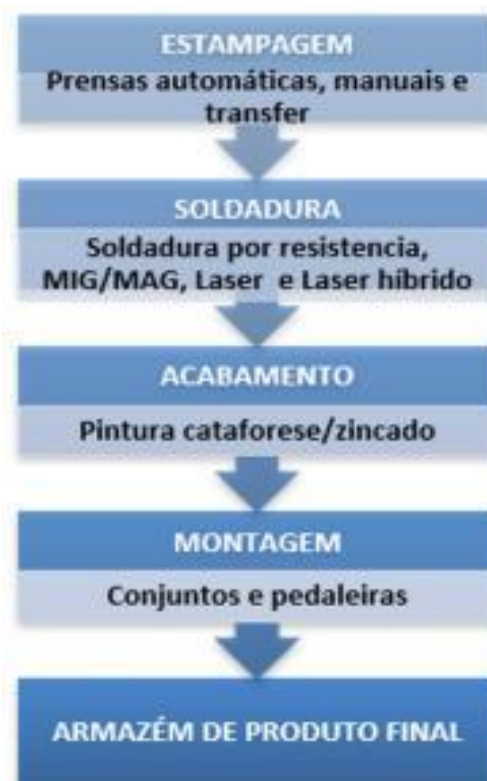 ESTAMPAGEM
Prensas automáticas, manuais e
transfer
SOLDADURA
Soldadura por resistencia,
MIG/MAG, Laser e Laser híbrido
ACABAMENTO
Pintura cataforese/zincado
MONTAGEM
Conjuntos e pedaleiras
ARMAZÉM DE PRODUTO FINAL